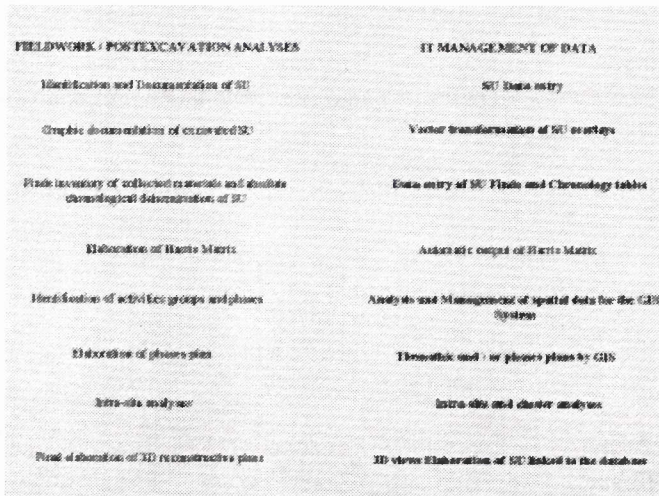 FIELDWORK / POSTEXCAVATION ANALYSES
IT MANAGEMENT OF DATA
Identification and Documentation of SU
SU Data entry
Graphic documentation of excavated SU
Vector transformation of SU overlays
Finds inventory of collected materials and absolute
chronological determination of SU
Data entry of SU Finds and Chronology tables
Elaboration of Harris Matrix
Automatic output of Harris Matrix
Identification of activities groups and phases
Analysis and Management of spatial data for the GIS
System
Elaboration of phases plan
Themathic and / or phases plans by GIS
Intra-site analyses
Intra-site and cluster analyses
Final elaboration of 3D reconstructive plans
3D views Elaboration of SU linked to the database